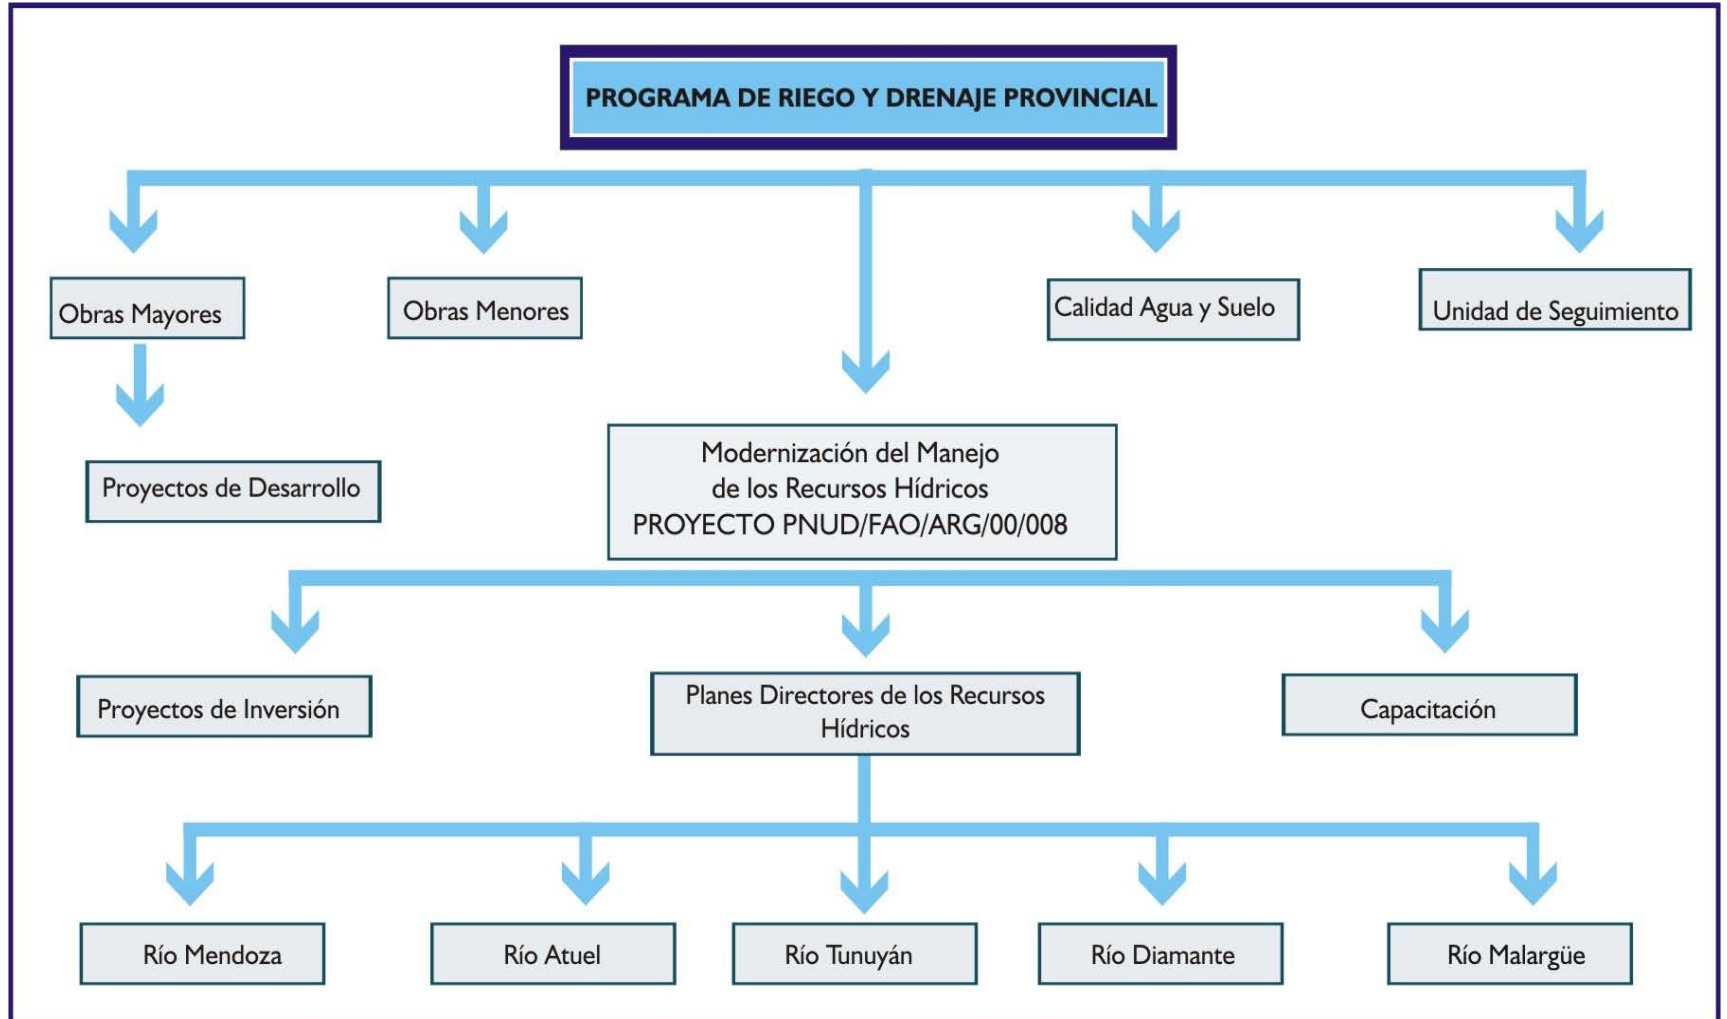 PROGRAMA DE RIEGO Y DRENAJE PROVINCIAL
Obras Mayores
Obras Menores
Calidad Agua y Suelo
Unidad de Seguimiento
Proyectos de Desarrollo
Modernización del Manejo
de los Recursos Hídricos
PROYECTO PNUD/FAO/ARG/00/008
Proyectos de Inversión
Planes Directores de los Recursos
Hídricos
Capacitación
Río Mendoza
Río Atuel
Río Tunuyán
Río Diamante
Río Malargüe